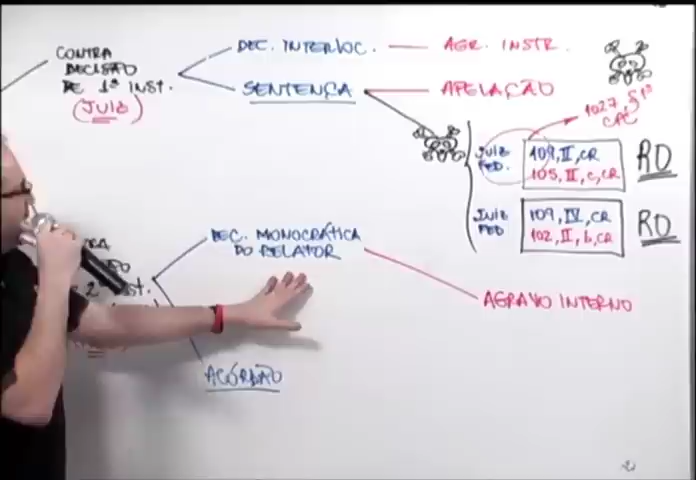 CONTRA
DECISÃO
DE 1ª INST.
(JUIZ)
DEC. INTERLOC.
AGR. INSTR.
SENTENÇA
APELAÇÃO
1027, §1º
CPC
JUIZ
FED.
109, II, CR
105, II, c, CR
RO
JUIZ
FED
109, IV, CR
102, II, b, CR
RO
DEC. MONOCRÁTICA
DO RELATOR
AGRAVO INTERNO
ACÓRDÃO